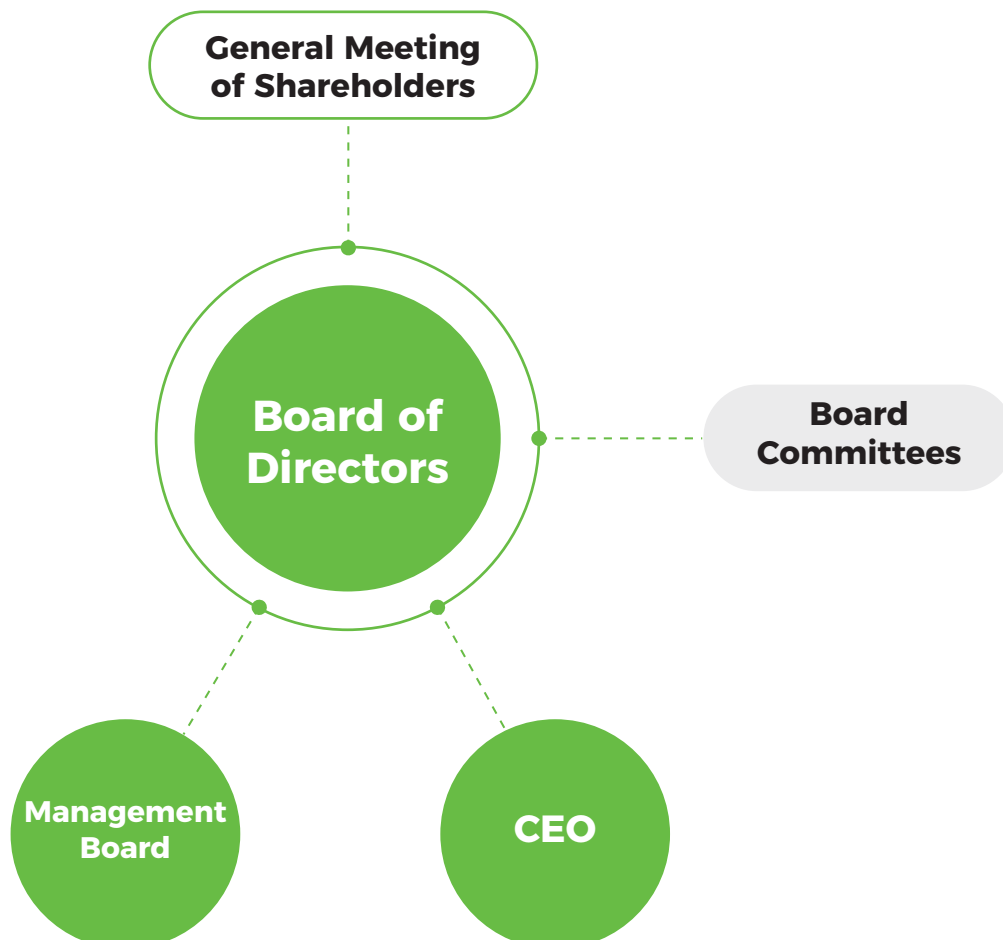 General Meeting
of Shareholders
Board of
Directors
Board
Committees
Management
Board
CEO